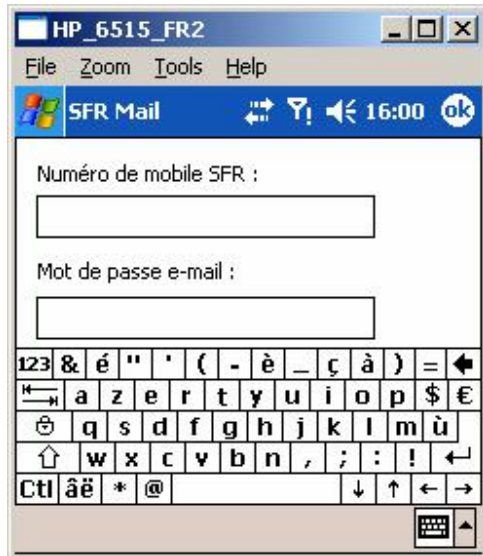 HP_6515_FR2
File Zoom Tools Help
SFR Mail 16:00 ok
Numéro de mobile SFR :
Mot de passe e-mail :
123 & é " ' ( - è _ ç à ) =
a z e r t y u i o p $ €
q s d f g h j k l m ù
w x c v b n , ; : !
Ctl âë * @ ↓ ↑ ← →